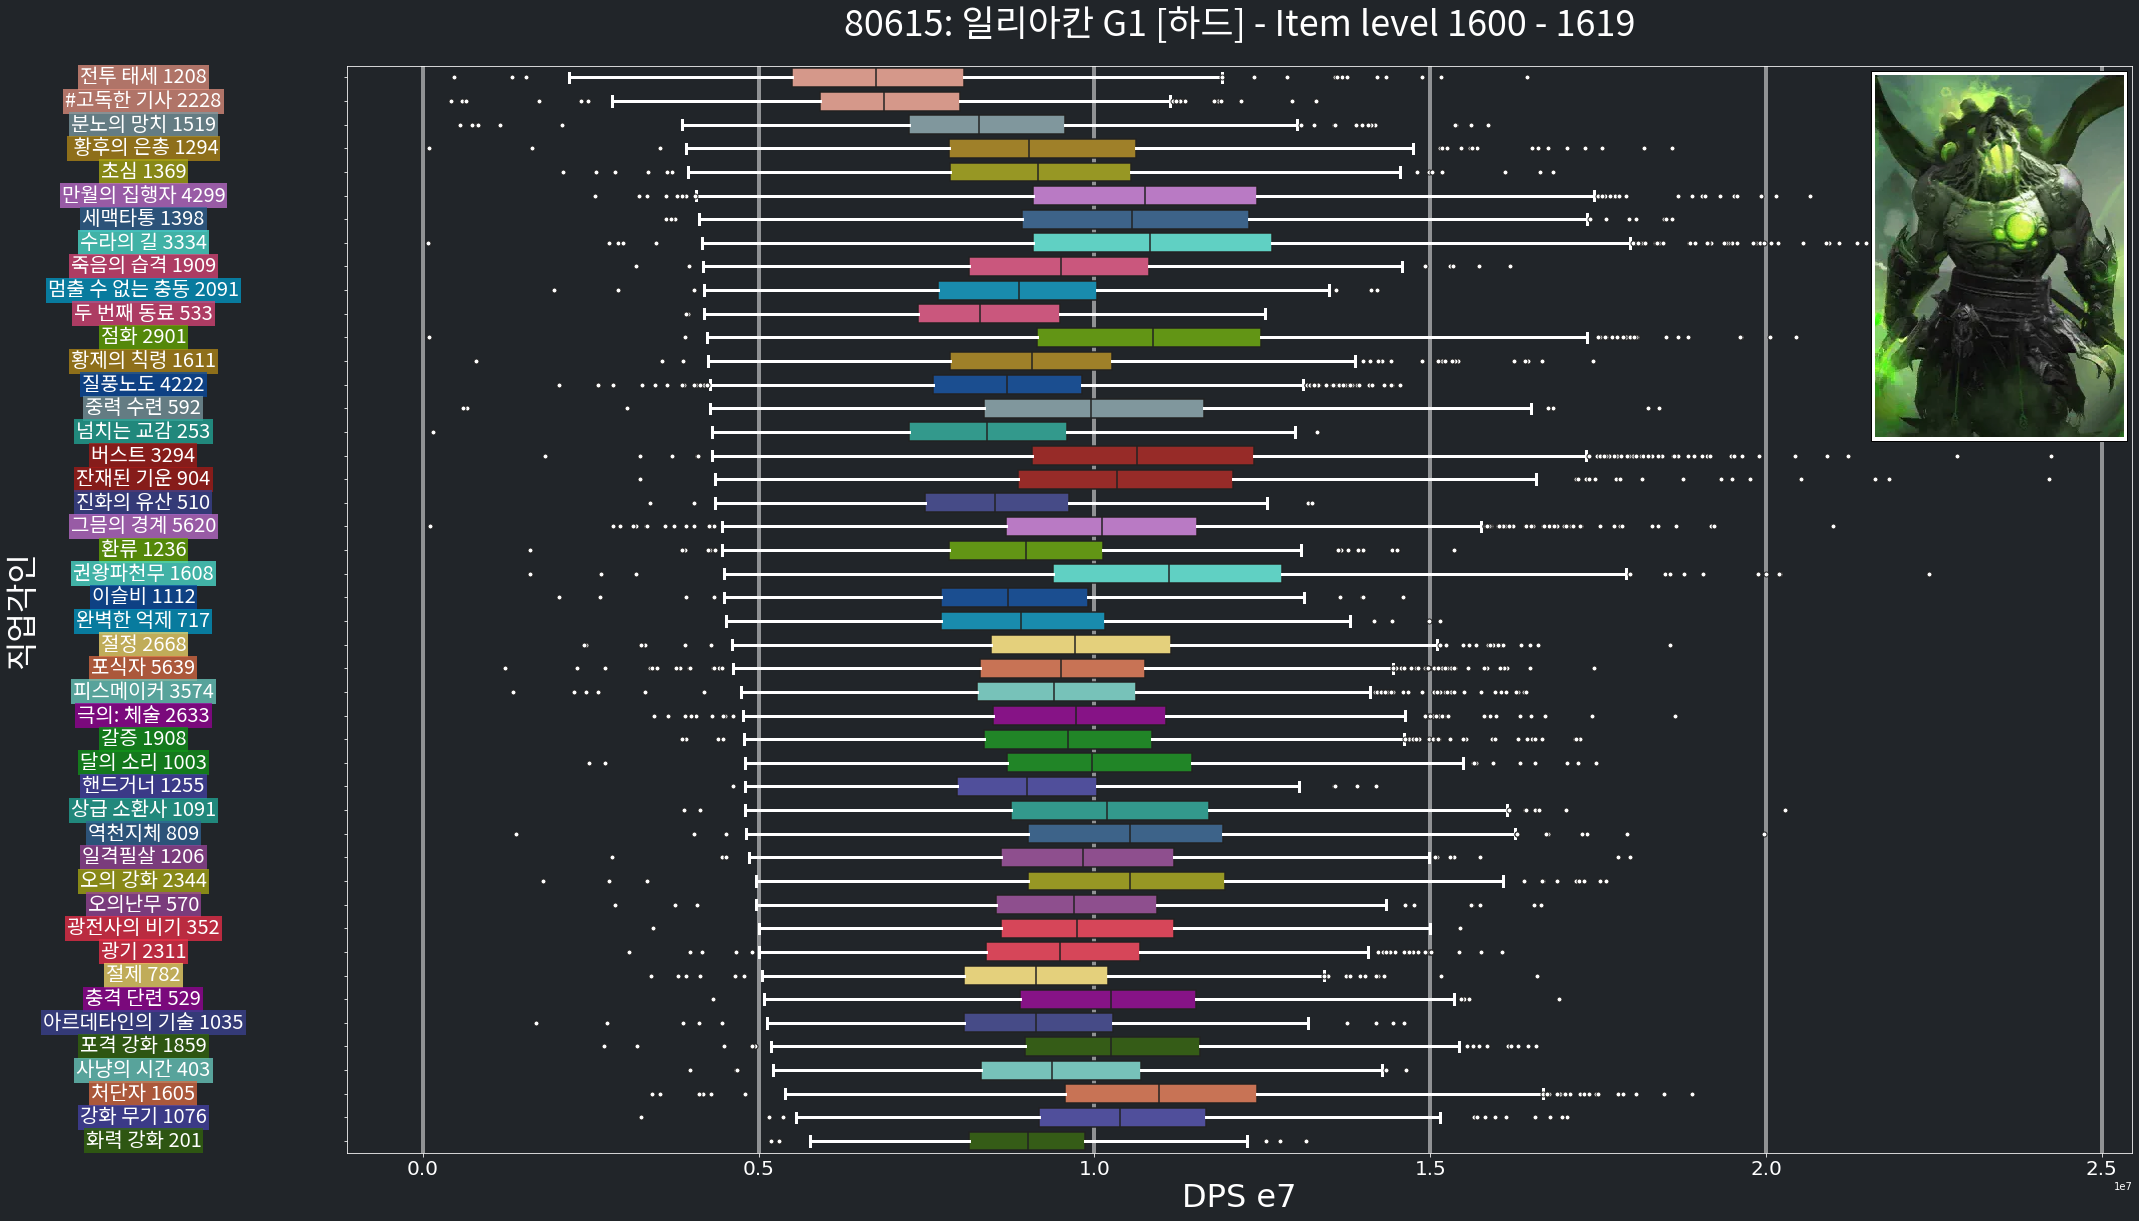 80615: 일리아칸 G1 [하드] - Item level 1600 - 1619
직업각인
전투 태세 1208
#고독한 기사 2228
분노의 망치 1519
황후의 은총 1294
초심 1369
만월의 집행자 4299
세맥타통 1398
수라의 길 3334
죽음의 습격 1909
멈출 수 없는 충동 2091
두 번째 동료 533
점화 2901
황제의 칙령 1611
질풍노도 4222
중력 수련 592
넘치는 교감 253
버스트 3294
잔재된 기운 904
진화의 유산 510
그믐의 경계 5620
환류 1236
권왕파천무 1608
이슬비 1112
완벽한 억제 717
절정 2668
포식자 5639
피스메이커 3574
극의: 체술 2633
갈증 1908
달의 소리 1003
핸드거너 1255
상급 소환사 1091
역천지체 809
일격필살 1206
오의 강화 2344
오의난무 570
광전사의 비기 352
광기 2311
절제 782
충격 단련 529
아르데타인의 기술 1035
포격 강화 1859
사냥의 시간 403
처단자 1605
강화 무기 1076
화력 강화 201
0.0 0.5 1.0 1.5 2.0 2.5
1e7
DPS e7